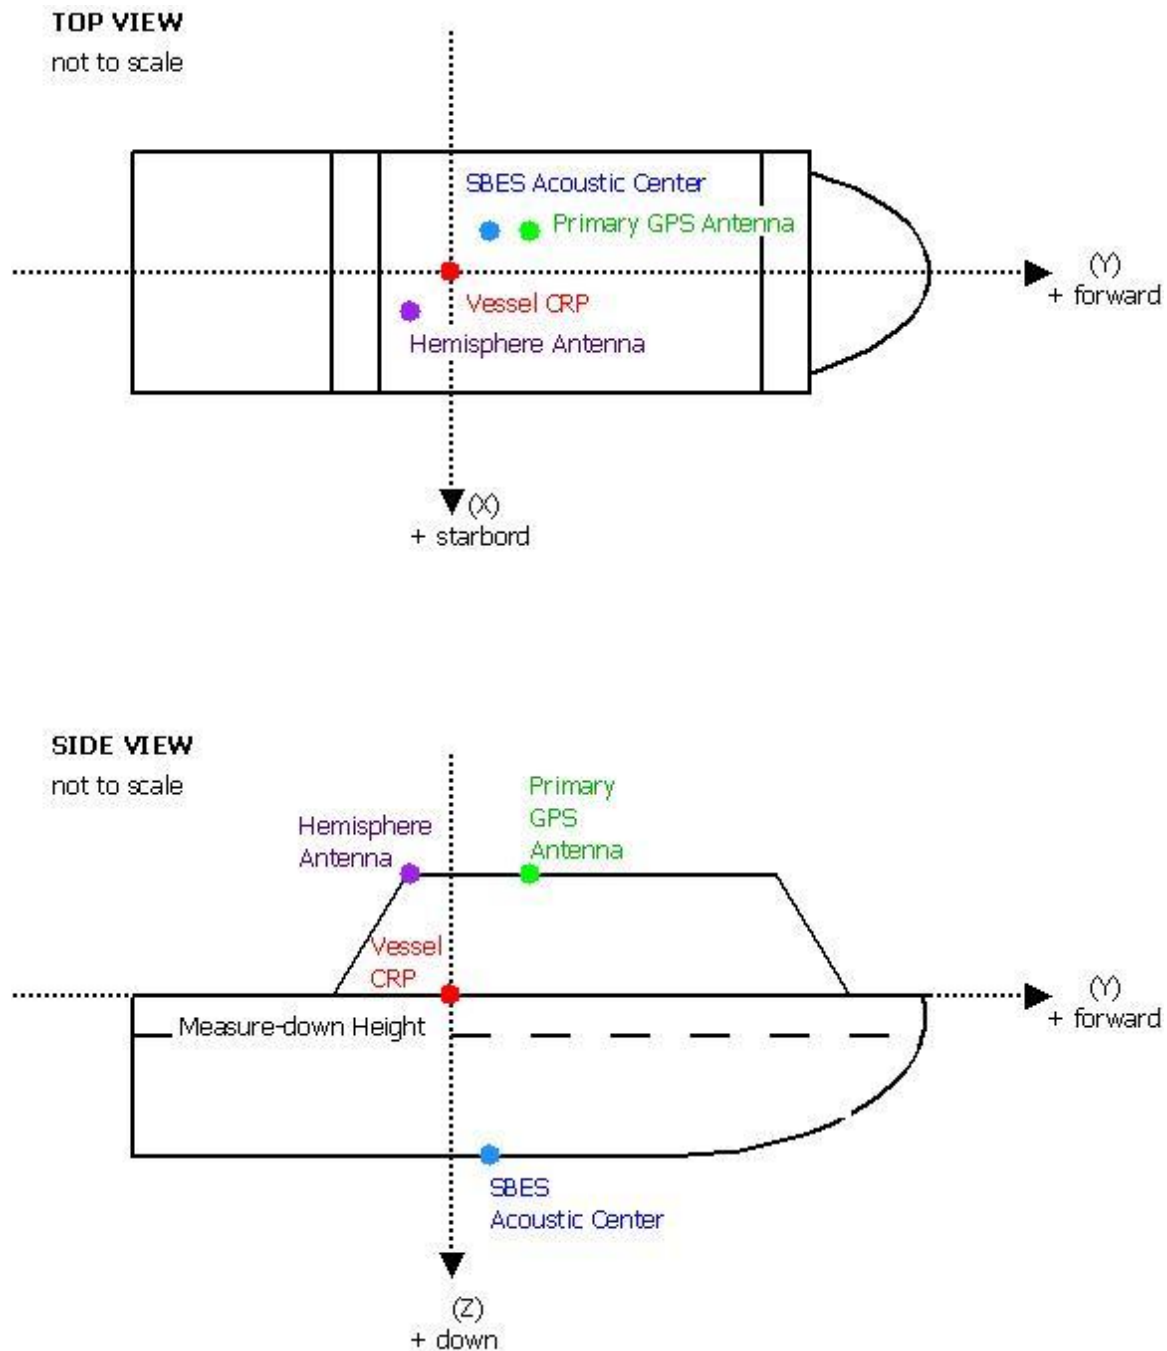 TOP VIEW
not to scale
SBES Acoustic Center
Primary GPS Antenna
(Y)
+ forward
Vessel CRP
Hemisphere Antenna
(X)
+ starbord
SIDE VIEW
not to scale
Primary
GPS
Antenna
Hemisphere
Antenna
Vessel
CRP
(Y)
+ forward
Measure-down Height
SBES
Acoustic Center
(Z)
+ down